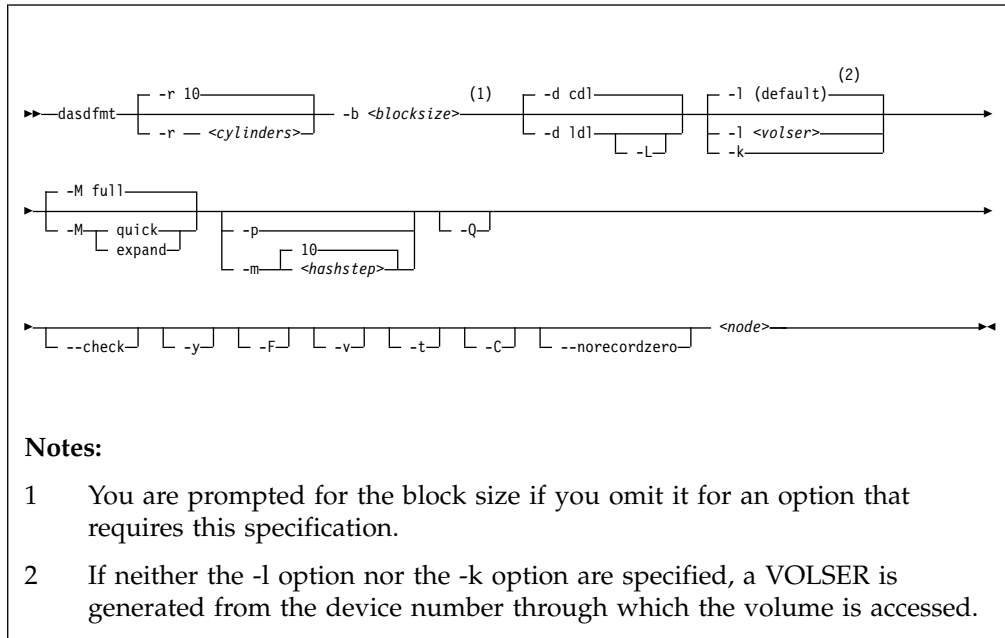 (1)
(2)
dasdfmt -r 10 -b <blocksize> -d cdl -l (default)
-r <cylinders> -d ldl -l <volser>
-L -k
-M full
-M quick -p -Q
expand -m 10
<hashstep>
--check -y -F -v -t -C --norecordzero <node>
Notes:
1 You are prompted for the block size if you omit it for an option that
requires this specification.
2 If neither the -l option nor the -k option are specified, a VOLSER is
generated from the device number through which the volume is accessed.